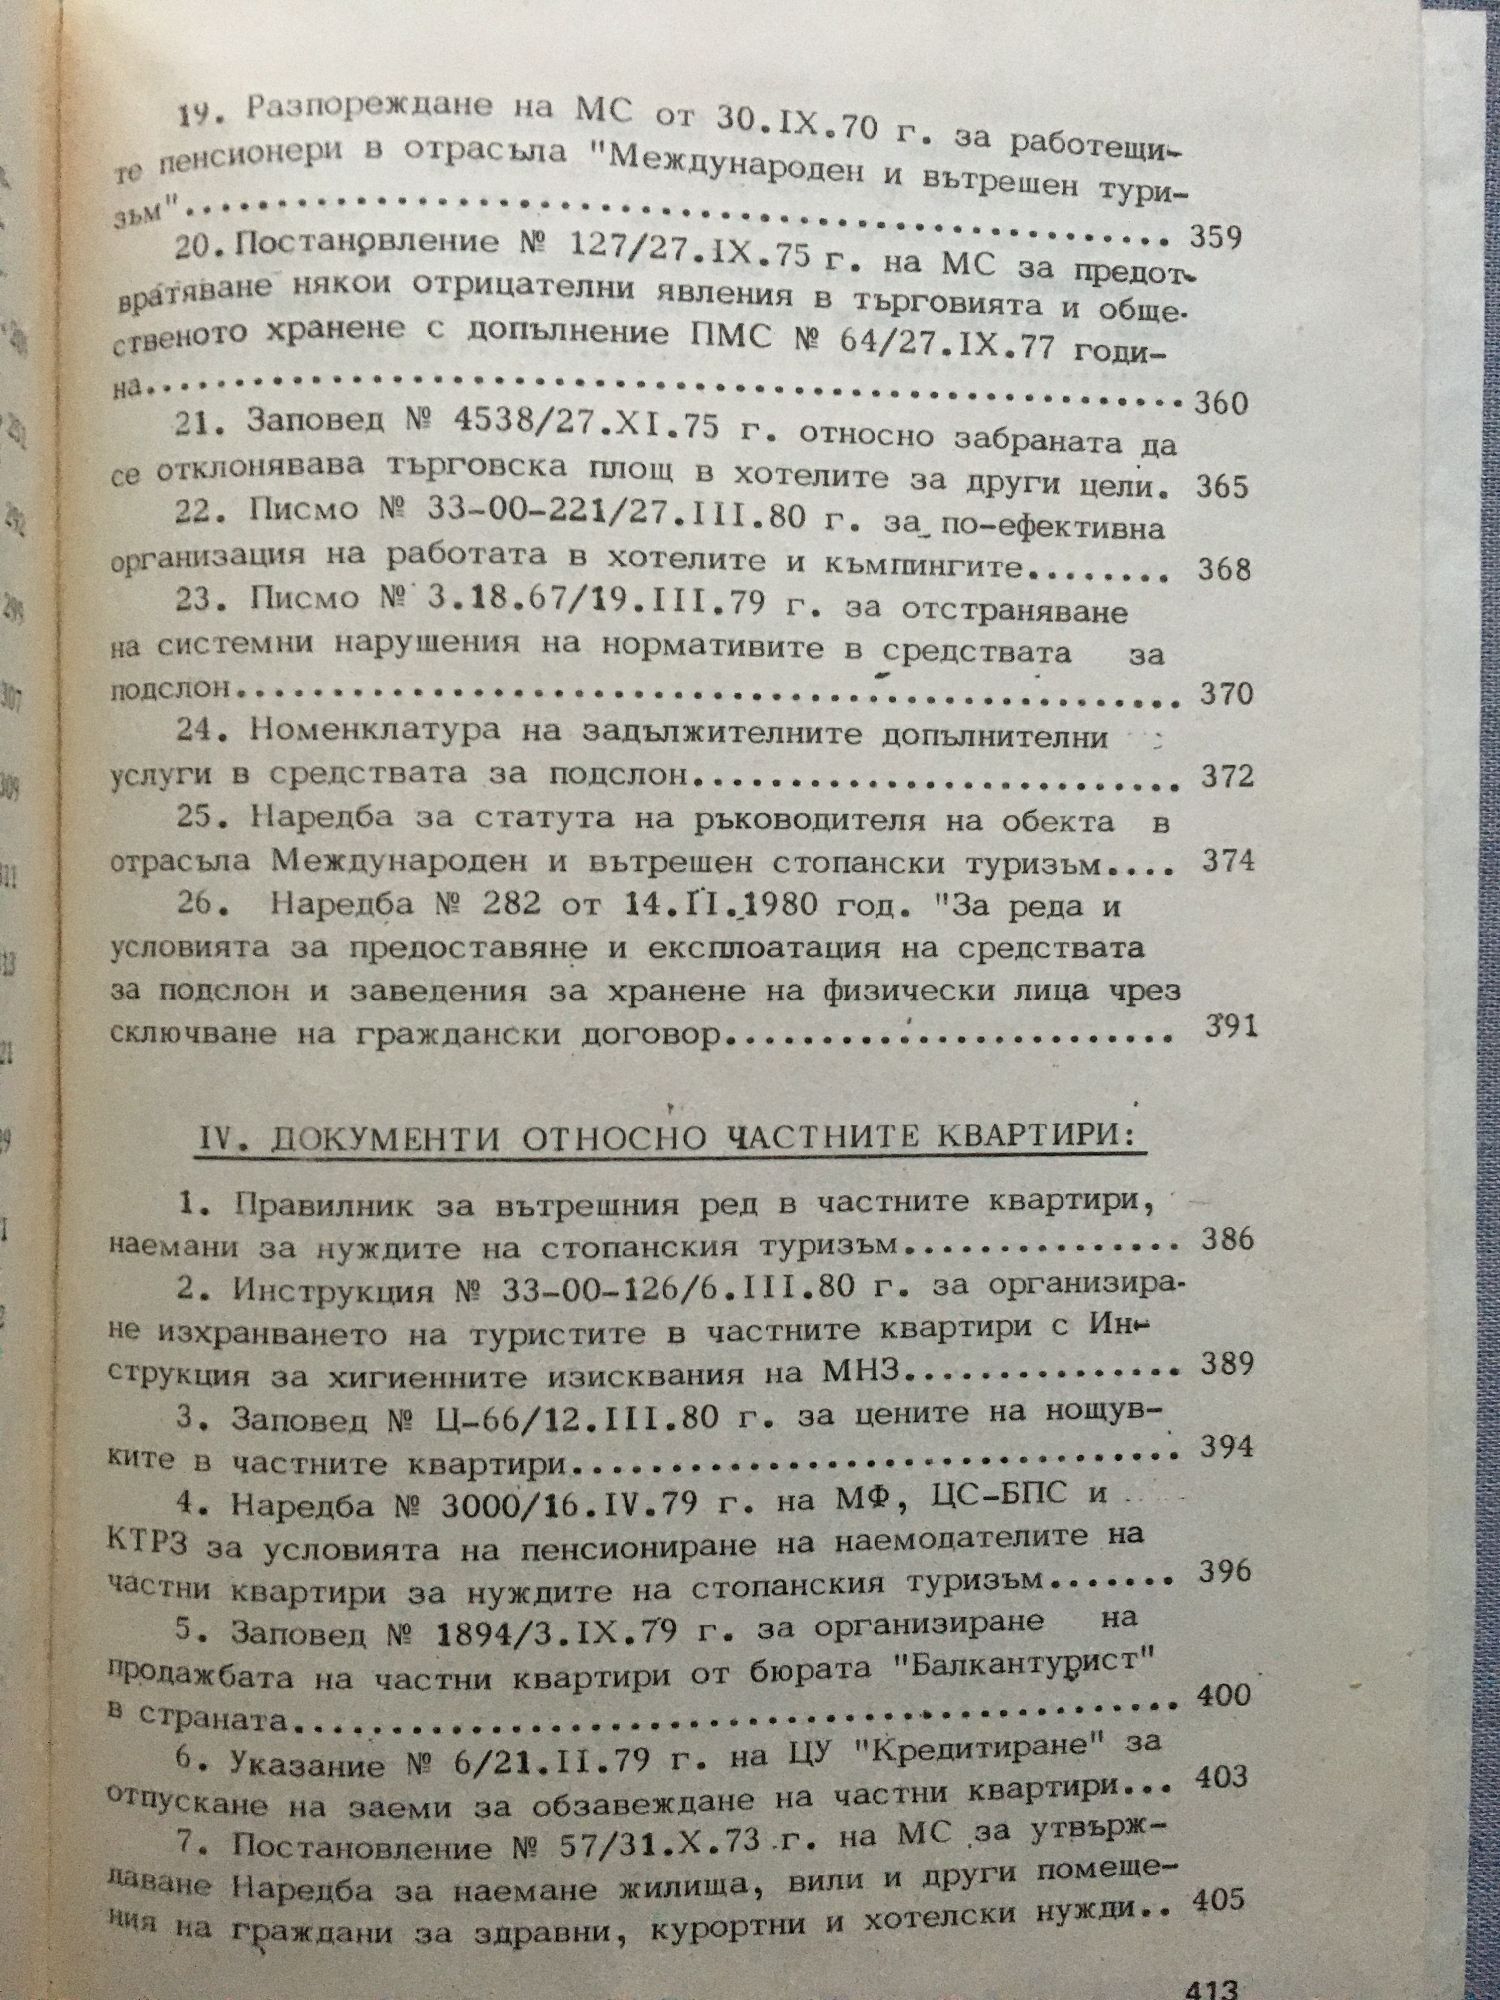 19. Разпореждане на МС от 30.IX.70 г. за работещи-
те пенсионери в отрасъла "Международен и вътрешен тури-
зъм"........................................................ 359
20. Постановление № 127/27.IX.75 г. на МС за предот-
вратяване някои отрицателни явления в търговията и обще-
ственото хранене с допълнение ПМС № 64/27.IX.77 годи-
на........................................................ 360
21. Заповед № 4538/27.XI.75 г. относно забраната да
се отклонявава търговска площ в хотелите за други цели. 365
22. Писмо № 33-00-221/27.III.80 г. за по-ефективна
организация на работата в хотелите и къмпингите........ 368
23. Писмо № 3.18.67/19.III.79 г. за отстраняване
на системни нарушения на нормативите в средствата за
подслон.................................................... 370
24. Номенклатура на задължителните допълнителни
услуги в средствата за подслон........................... 372
25. Наредба за статута на ръководителя на обекта в
отрасъла Международен и вътрешен стопански туризъм.... 374
26. Наредба № 282 от 14.II.1980 год. "За реда и
условията за предоставяне и експлоатация на средствата
за подслон и заведения за хранене на физически лица чрез
сключване на граждански договор........................ 391
IV. ДОКУМЕНТИ ОТНОСНО ЧАСТНИТЕ КВАРТИРИ:
1. Правилник за вътрешния ред в частните квартири,
наемани за нуждите на стопанския туризъм............... 386
2. Инструкция № 33-00-126/6.III.80 г. за организира-
не изхранването на туристите в частните квартири с Ин-
струкция за хигиенните изисквания на МНЗ............... 389
3. Заповед № Ц-66/12.III.80 г. за цените на нощув-
ките в частните квартири................................ 394
4. Наредба № 3000/16.IV.79 г. на МФ, ЦС-БПС и
КТРЗ за условията на пенсиониране на наемодателите на
частни квартири за нуждите на стопанския туризъм....... 396
5. Заповед № 1894/3.IX.79 г. за организиране на
продажбата на частни квартири от бюрата "Балкантурист"
в страната................................................ 400
6. Указание № 6/21.II.79 г. на ЦУ "Кредитиране" за
отпускане на заеми за обзавеждане на частни квартири... 403
7. Постановление № 57/31.X.73 г. на МС за утвърж-
даване Наредба за наемане жилища, вили и други помеще-
ния на граждани за здравни, курортни и хотелски нужди.. 405
413